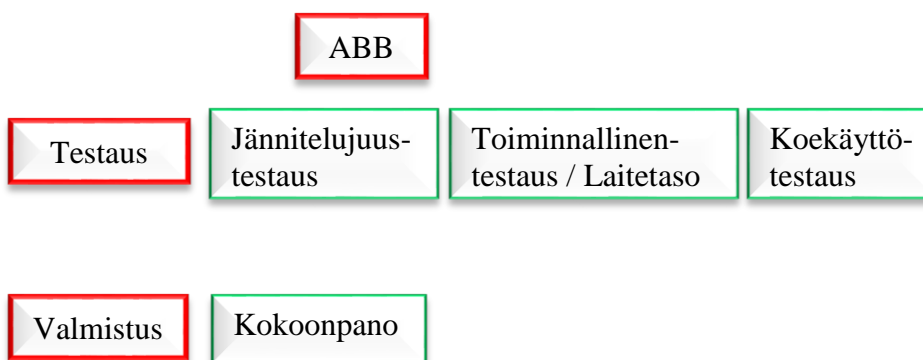 ABB
Testaus
Jännitelujuus-
testaus
Toiminnallinen-
testaus / Laitetaso
Koekäyttö-
testaus
Valmistus
Kokoonpano